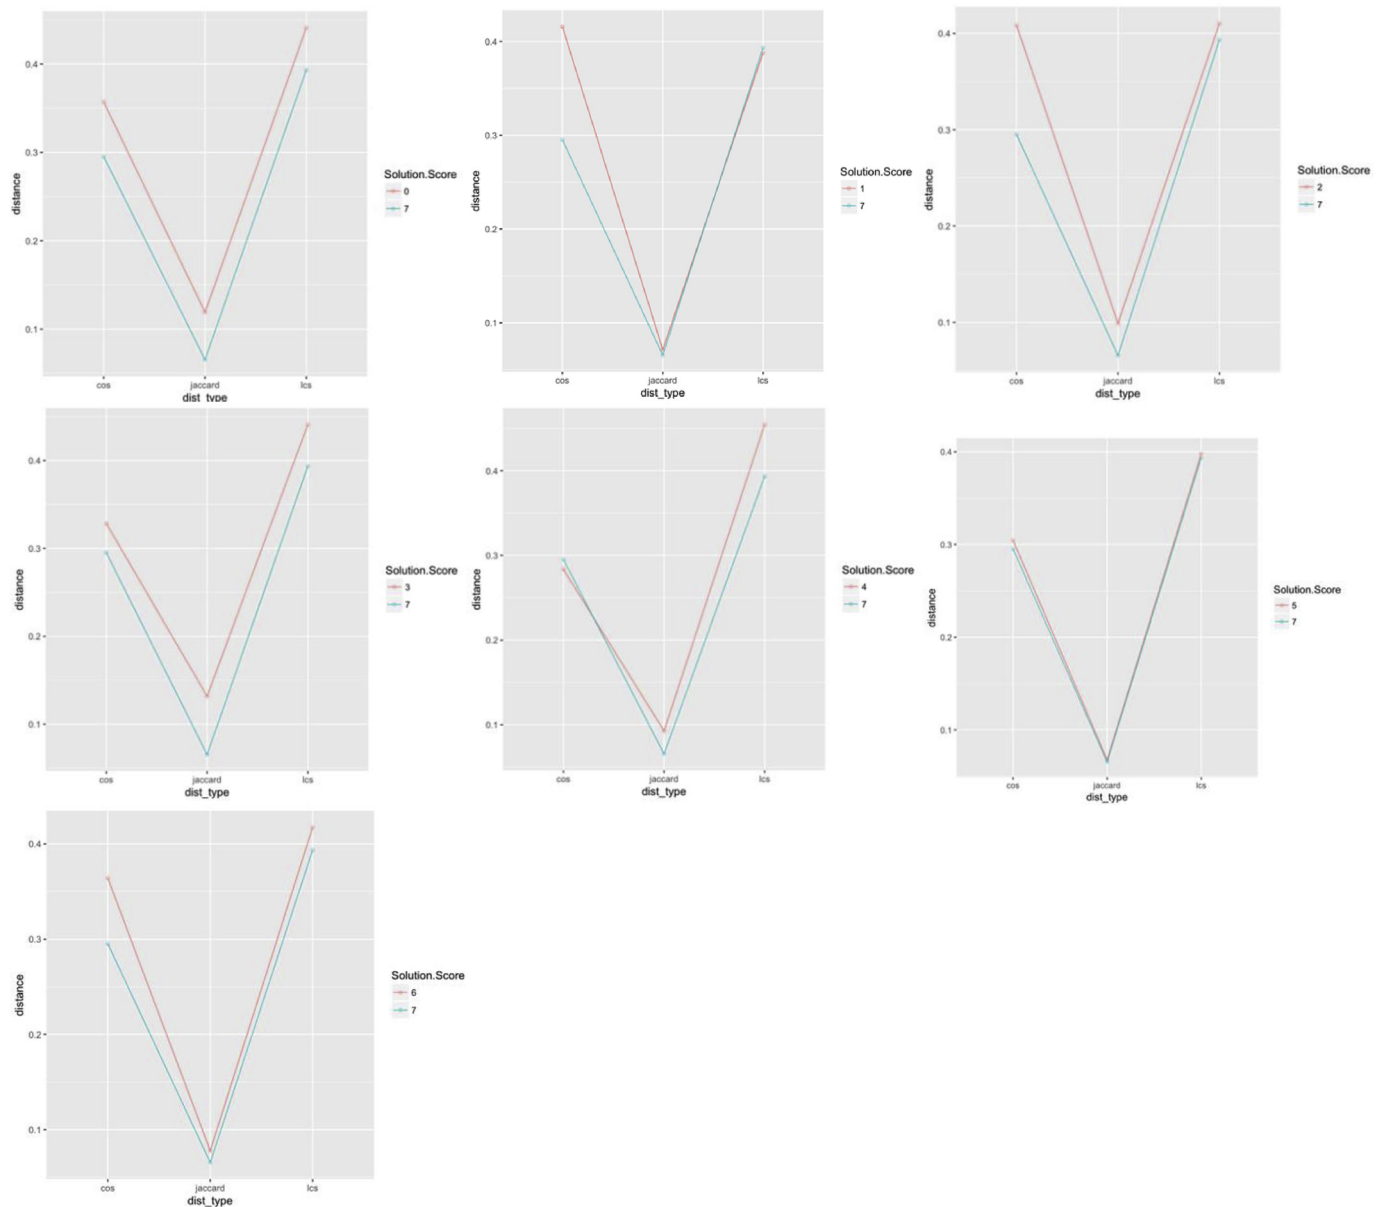 distance
0.4
0.3
0.2
0.1
cos
jaccard
lcs
dist_type
Solution.Score
0
7
distance
0.4
0.3
0.2
0.1
cos
jaccard
lcs
dist_type
Solution.Score
1
7
distance
0.4
0.3
0.2
0.1
cos
jaccard
lcs
dist_type
Solution.Score
2
7
distance
0.4
0.3
0.2
0.1
cos
jaccard
lcs
dist_type
Solution.Score
3
7
distance
0.4
0.3
0.2
0.1
cos
jaccard
lcs
dist_type
Solution.Score
4
7
distance
0.4
0.3
0.2
0.1
cos
jaccard
lcs
dist_type
Solution.Score
5
7
distance
0.4
0.3
0.2
0.1
cos
jaccard
lcs
dist_type
Solution.Score
6
7